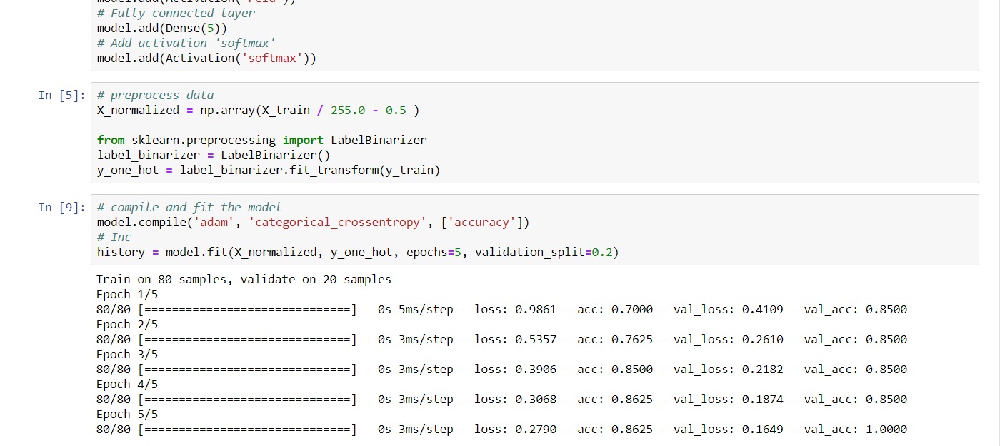 model.add(Activation('relu'))
# Fully connected layer
model.add(Dense(5))
# Add activation 'softmax'
model.add(Activation('softmax'))
In [5]:
# preprocess data
X_normalized = np.array(X_train / 255.0 - 0.5 )
from sklearn.preprocessing import LabelBinarizer
label_binarizer = LabelBinarizer()
y_one_hot = label_binarizer.fit_transform(y_train)
In [9]:
# compile and fit the model
model.compile('adam', 'categorical_crossentropy', ['accuracy'])
# Inc
history = model.fit(X_normalized, y_one_hot, epochs=5, validation_split=0.2)
Train on 80 samples, validate on 20 samples
Epoch 1/5
80/80 [==============================] - 0s 5ms/step - loss: 0.9861 - acc: 0.7000 - val_loss: 0.4109 - val_acc: 0.8500
Epoch 2/5
80/80 [==============================] - 0s 3ms/step - loss: 0.5357 - acc: 0.7625 - val_loss: 0.2610 - val_acc: 0.8500
Epoch 3/5
80/80 [==============================] - 0s 3ms/step - loss: 0.3906 - acc: 0.8500 - val_loss: 0.2182 - val_acc: 0.8500
Epoch 4/5
80/80 [==============================] - 0s 3ms/step - loss: 0.3068 - acc: 0.8625 - val_loss: 0.1874 - val_acc: 0.8500
Epoch 5/5
80/80 [==============================] - 0s 3ms/step - loss: 0.2790 - acc: 0.8625 - val_loss: 0.1649 - val_acc: 1.0000